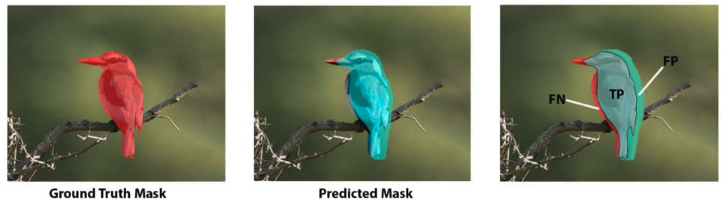 FP
TP
FN
Ground Truth Mask
Predicted Mask